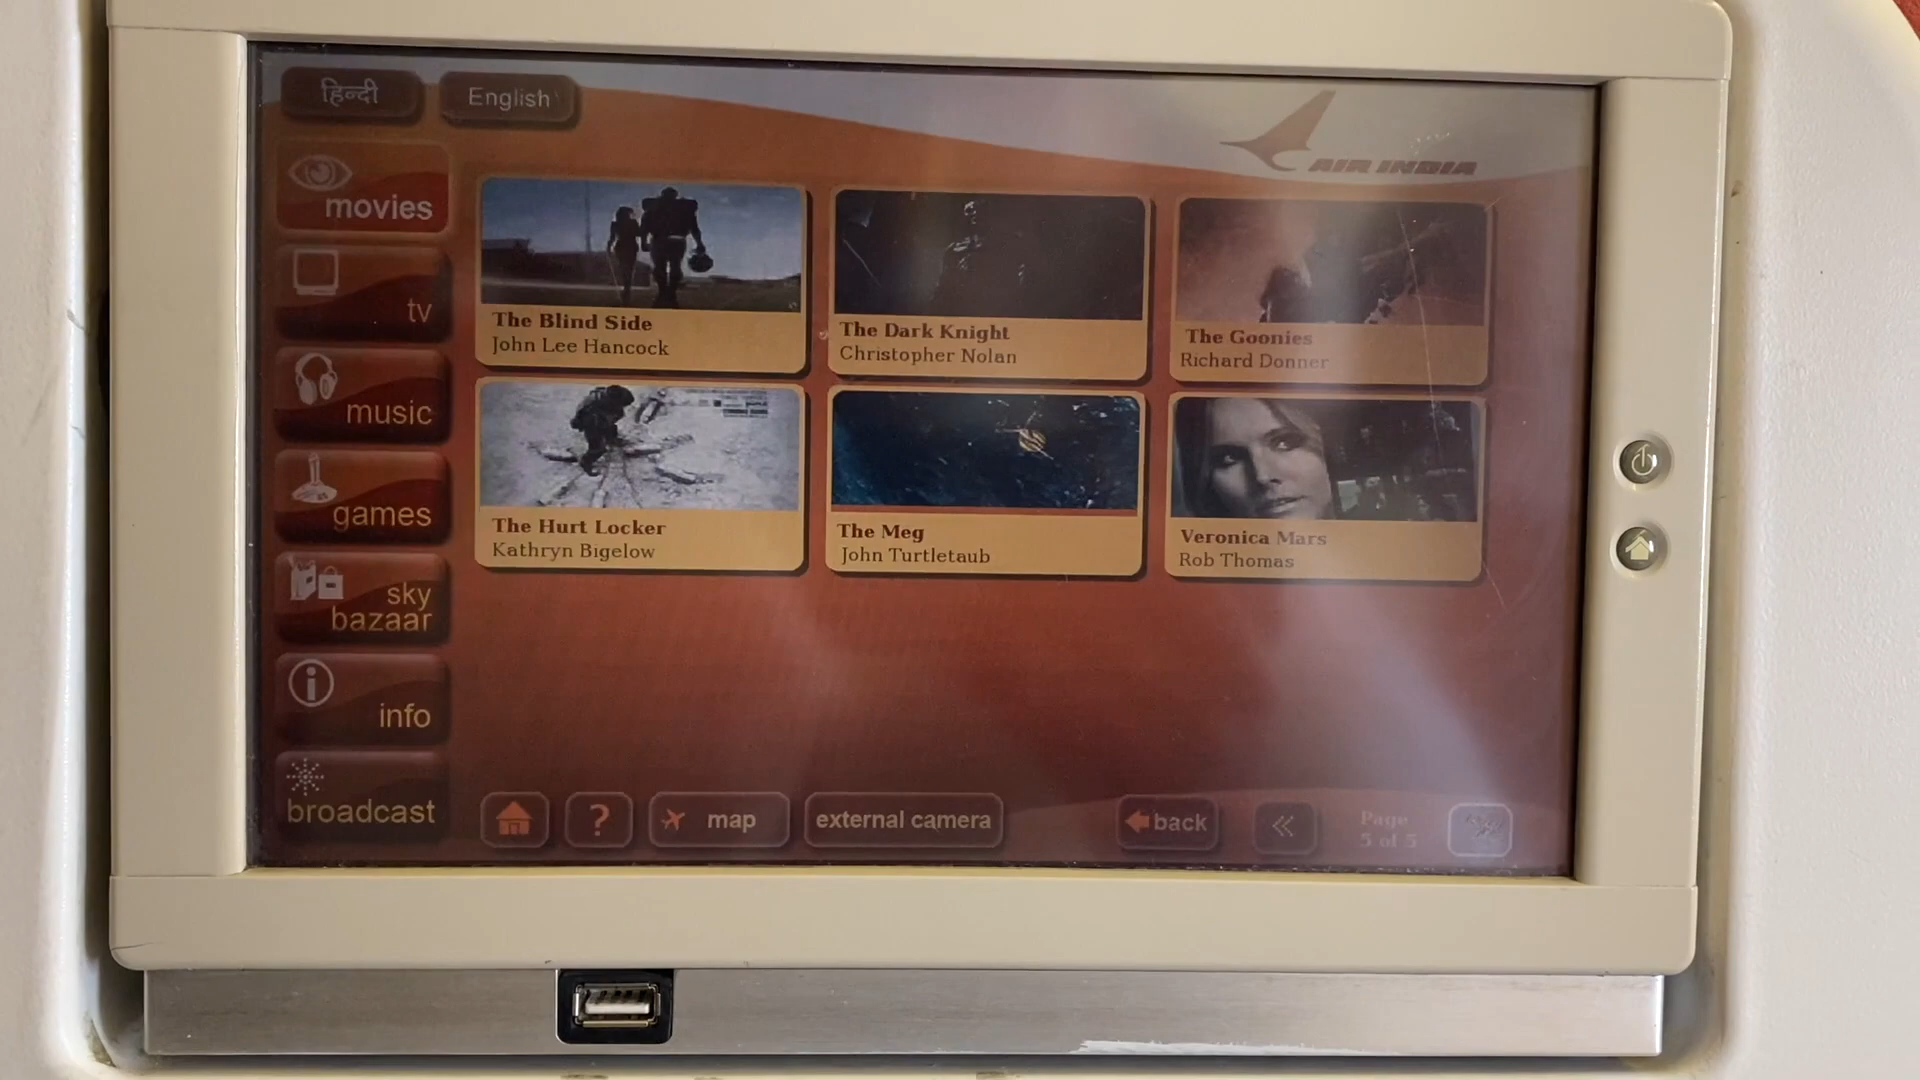 हिन्दी
English
AIR INDIA
movies
tv
music
games
sky
bazaar
info
broadcast
The Blind Side
John Lee Hancock
The Dark Knight
Christopher Nolan
The Goonies
Richard Donner
The Hurt Locker
Kathryn Bigelow
The Meg
John Turtletaub
Veronica Mars
Rob Thomas
?
map
external camera
back
Page
5 of 5